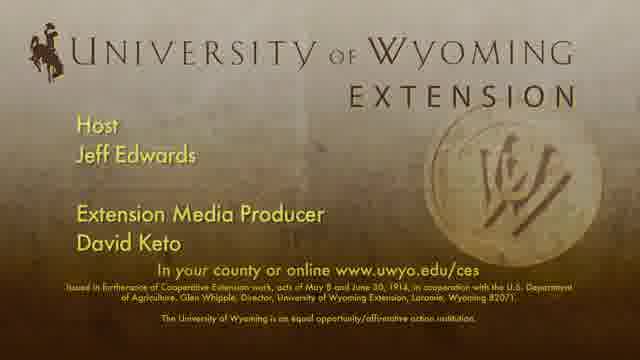 UNIVERSITY OF WYOMING
EXTENSION
Host
Jeff Edwards
Extension Media Producer
David Keto
In your county or online www.uwyo.edu/ces
Issued in furtherance of Cooperative Extension work, acts of May 8 and June 30, 1914, in cooperation with the U.S. Department
of Agriculture. Glen Whipple, Director, University of Wyoming Extension, Laramie, Wyoming 82071.
The University of Wyoming is an equal opportunity/affirmative action institution.